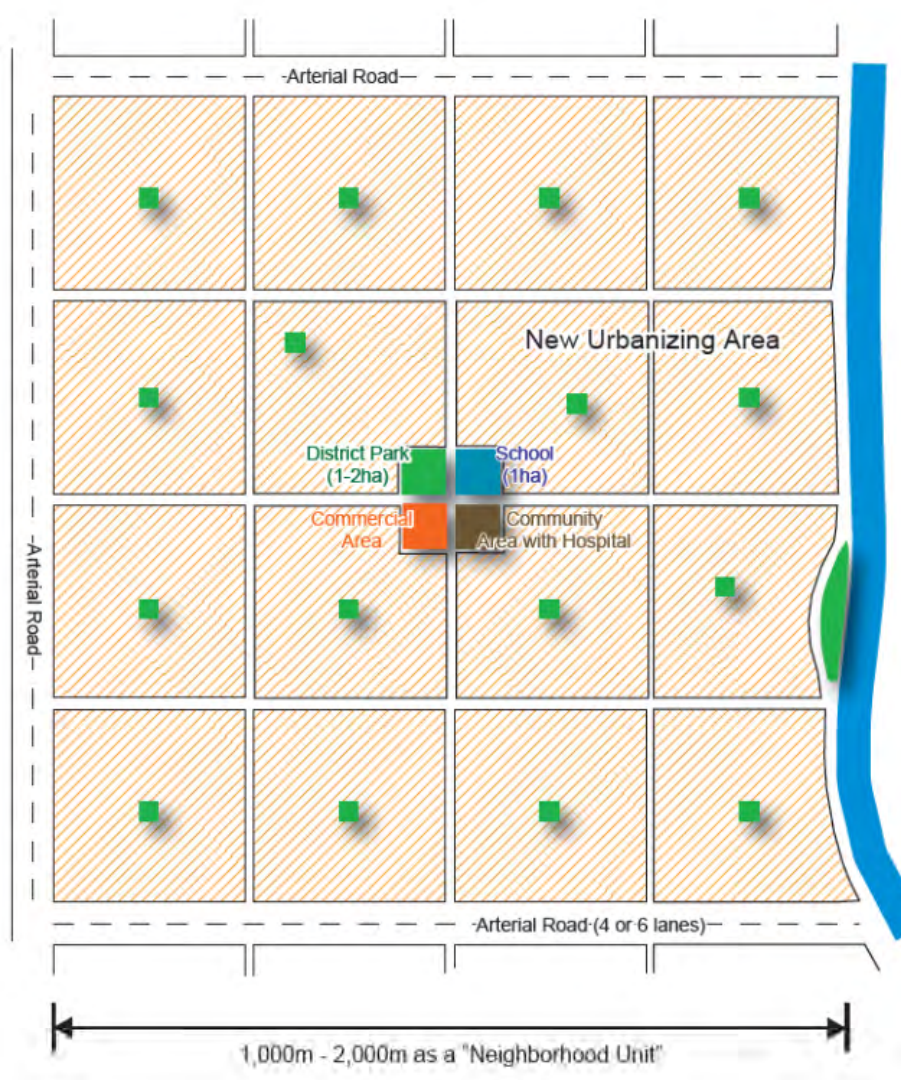 Arterial Road
New Urbanizing Area
District Park
(1-2ha)
School
(1ha)
Commercial
Area
Community
Area with Hospital
Arterial Road
Arterial Road (4 or 6 lanes)
1,000m - 2,000m as a "Neighborhood Unit"